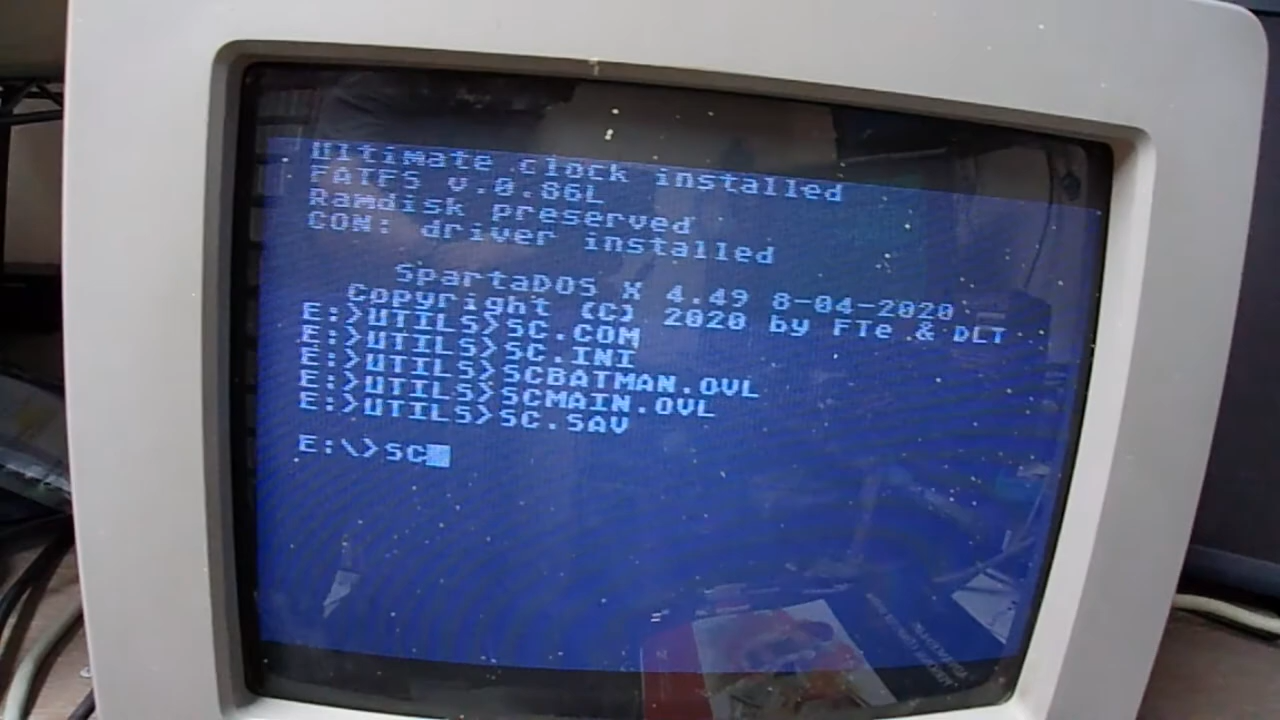 Ultimate clock installed
FATFS v.0.86L
Ramdisk preserved
CON: driver installed
SpartaDOS X 4.49 8-04-2020
Copyright (C) 2020 by FTe & DLT
E:>UTILS>SC.COM
E:>UTILS>SC.INI
E:>UTILS>SCBATMAN.OVL
E:>UTILS>SCMAIN.OVL
E:>UTILS>SC.SAV
E:\>SC